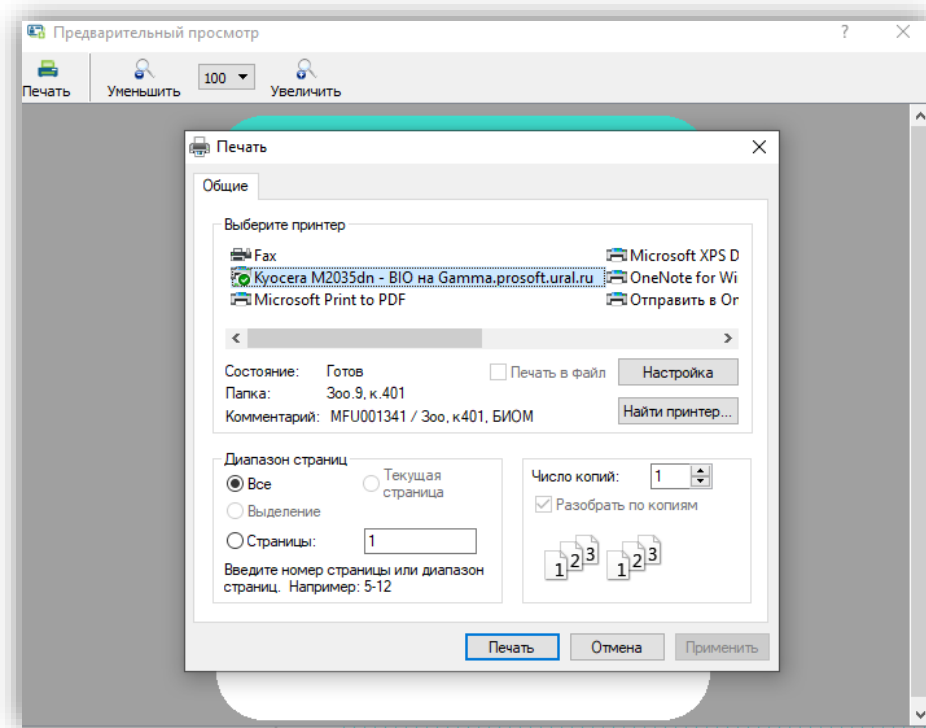 Предварительный просмотр
?
Печать
Уменьшить
100
Увеличить
Печать
Общие
Выберите принтер
Fax
Microsoft XPS D
Kyocera M2035dn - BIO на Gamma.prosoft.ural.ru
OneNote for Wi
Microsoft Print to PDF
Отправить в Or
Состояние: Готов
Печать в файл
Настройка
Папка: Зоо.9, к.401
Комментарий: MFU001341 / Зоо, к401, БИОМ
Найти принтер...
Диапазон страниц
Все
Текущая
страница
Выделение
Страницы: 1
Введите номер страницы или диапазон
страниц. Например: 5-12
Число копий: 1
Разобрать по копиям
1 2 3 1 2 3
Печать
Отмена
Применить